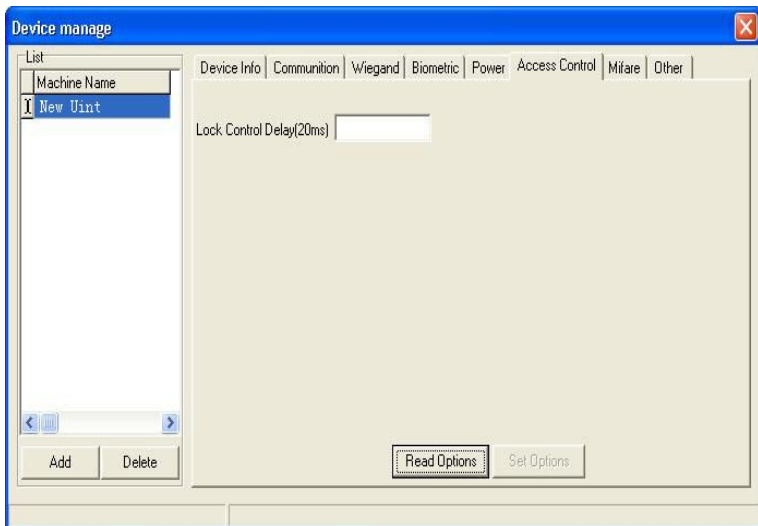 Device manage
List
Machine Name
New Uint
Add Delete
Device Info Communition Wiegand Biometric Power Access Control Mifare Other
Lock Control Delay(20ms)
Read Options Set Options